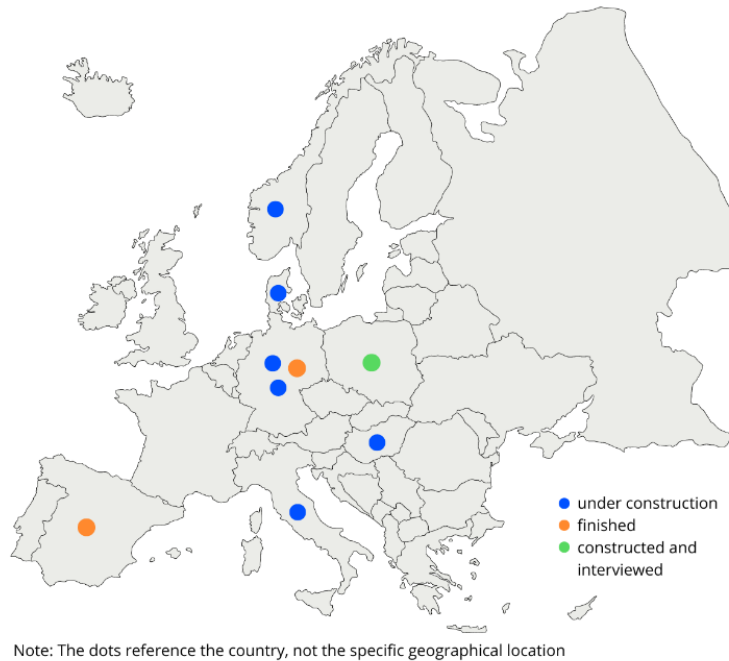 under construction
finished
constructed and
interviewed
Note: The dots reference the country, not the specific geographical location